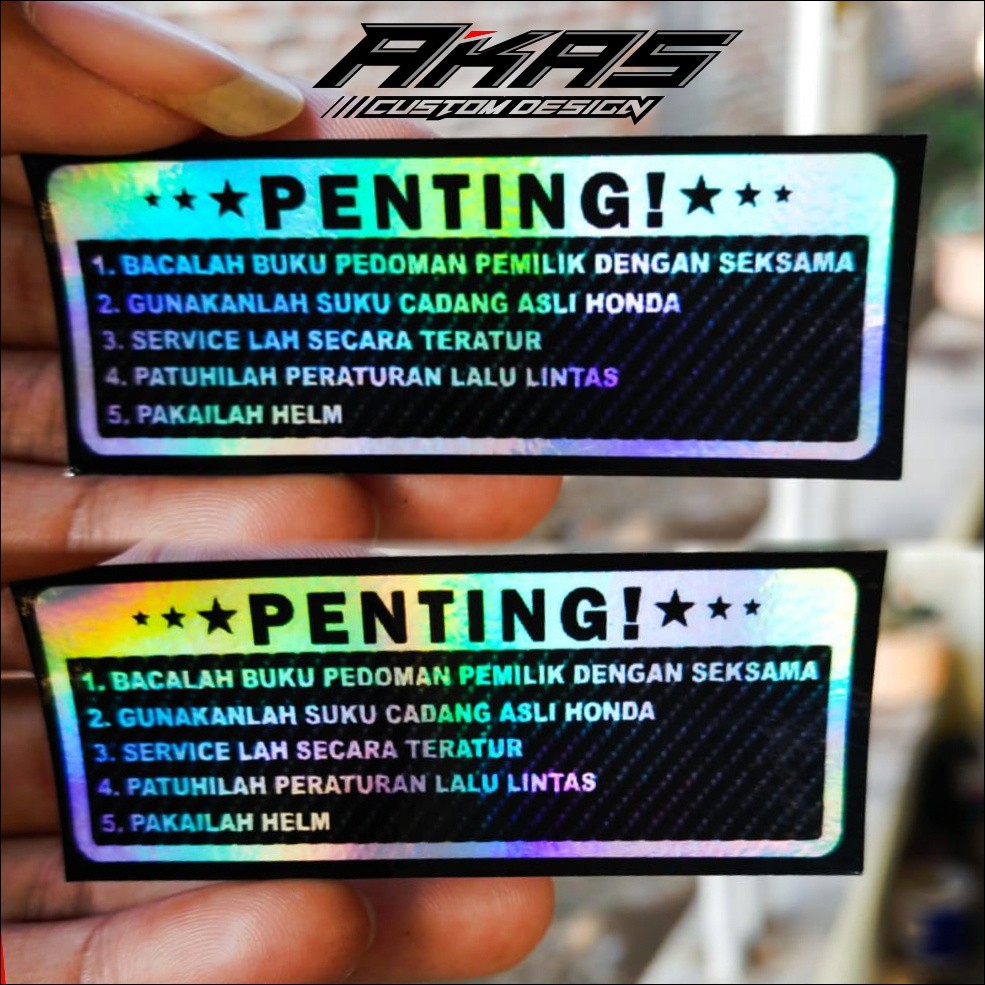 AKAS
CUSTOM DESIGN
PENTING!
1. BACALAH BUKU PEDOMAN PEMILIK DENGAN SEKSAMA
2. GUNAKANLAH SUKU CADANG ASLI HONDA
3. SERVICE LAH SECARA TERATUR
4. PATUHILAH PERATURAN LALU LINTAS
5. PAKAILAH HELM
PENTING!
1. BACALAH BUKU PEDOMAN PEMILIK DENGAN SEKSAMA
2. GUNAKANLAH SUKU CADANG ASLI HONDA
3. SERVICE LAH SECARA TERATUR
4. PATUHILAH PERATURAN LALU LINTAS
5. PAKAILAH HELM